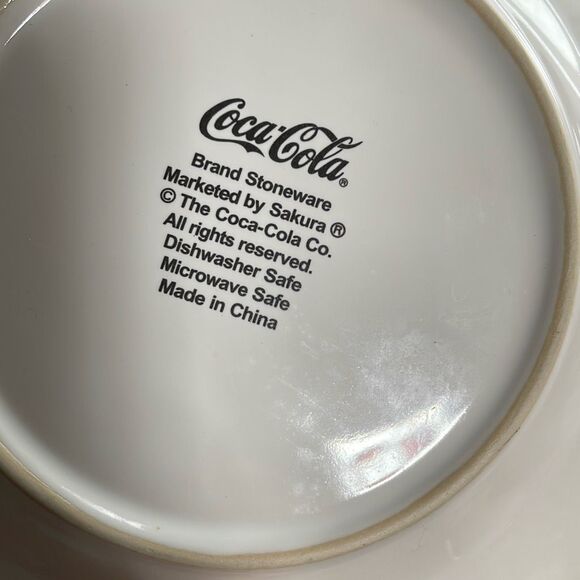 Coca-Cola®
Brand Stoneware
Marketed by Sakura ®
© The Coca-Cola Co.
All rights reserved.
Dishwasher Safe
Microwave Safe
Made in China